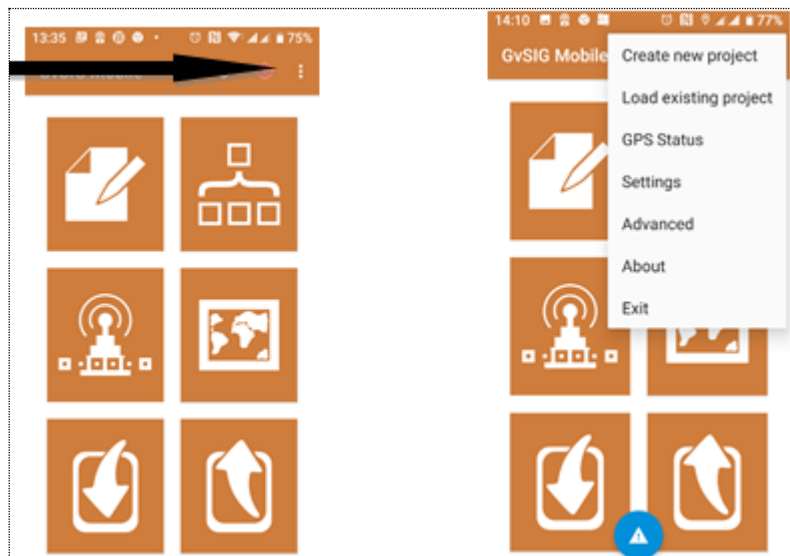 13:35
75%
14:10
77%
GvSIG Mobile
Create new project
Load existing project
GPS Status
Settings
Advanced
About
Exit